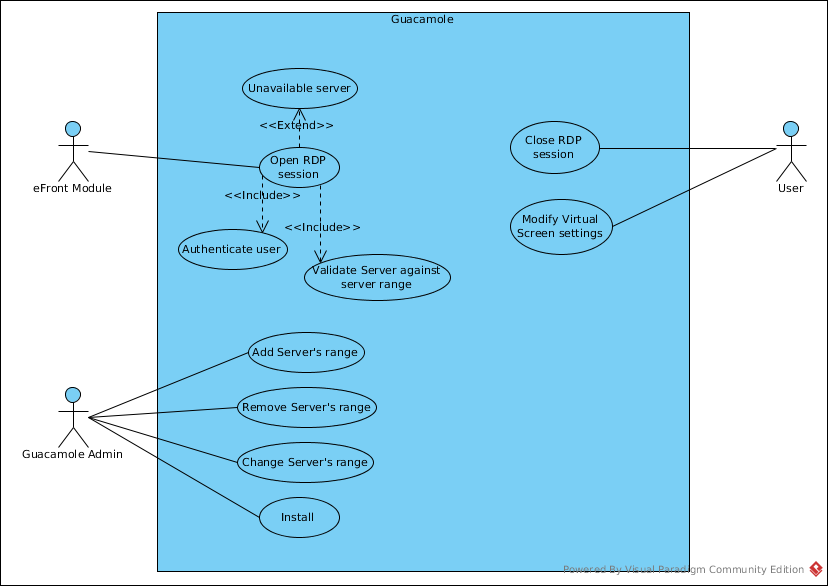 Guacamole
Unavailable server
<<Extend>>
Open RDP
session
eFront Module
<<Include>>
<<Include>>
Authenticate user
Validate Server against
server range
Close RDP
session
User
Modify Virtual
Screen settings
Add Server's range
Remove Server's range
Guacamole Admin
Change Server's range
Install
Powered By Visual Paradigm Community Edition